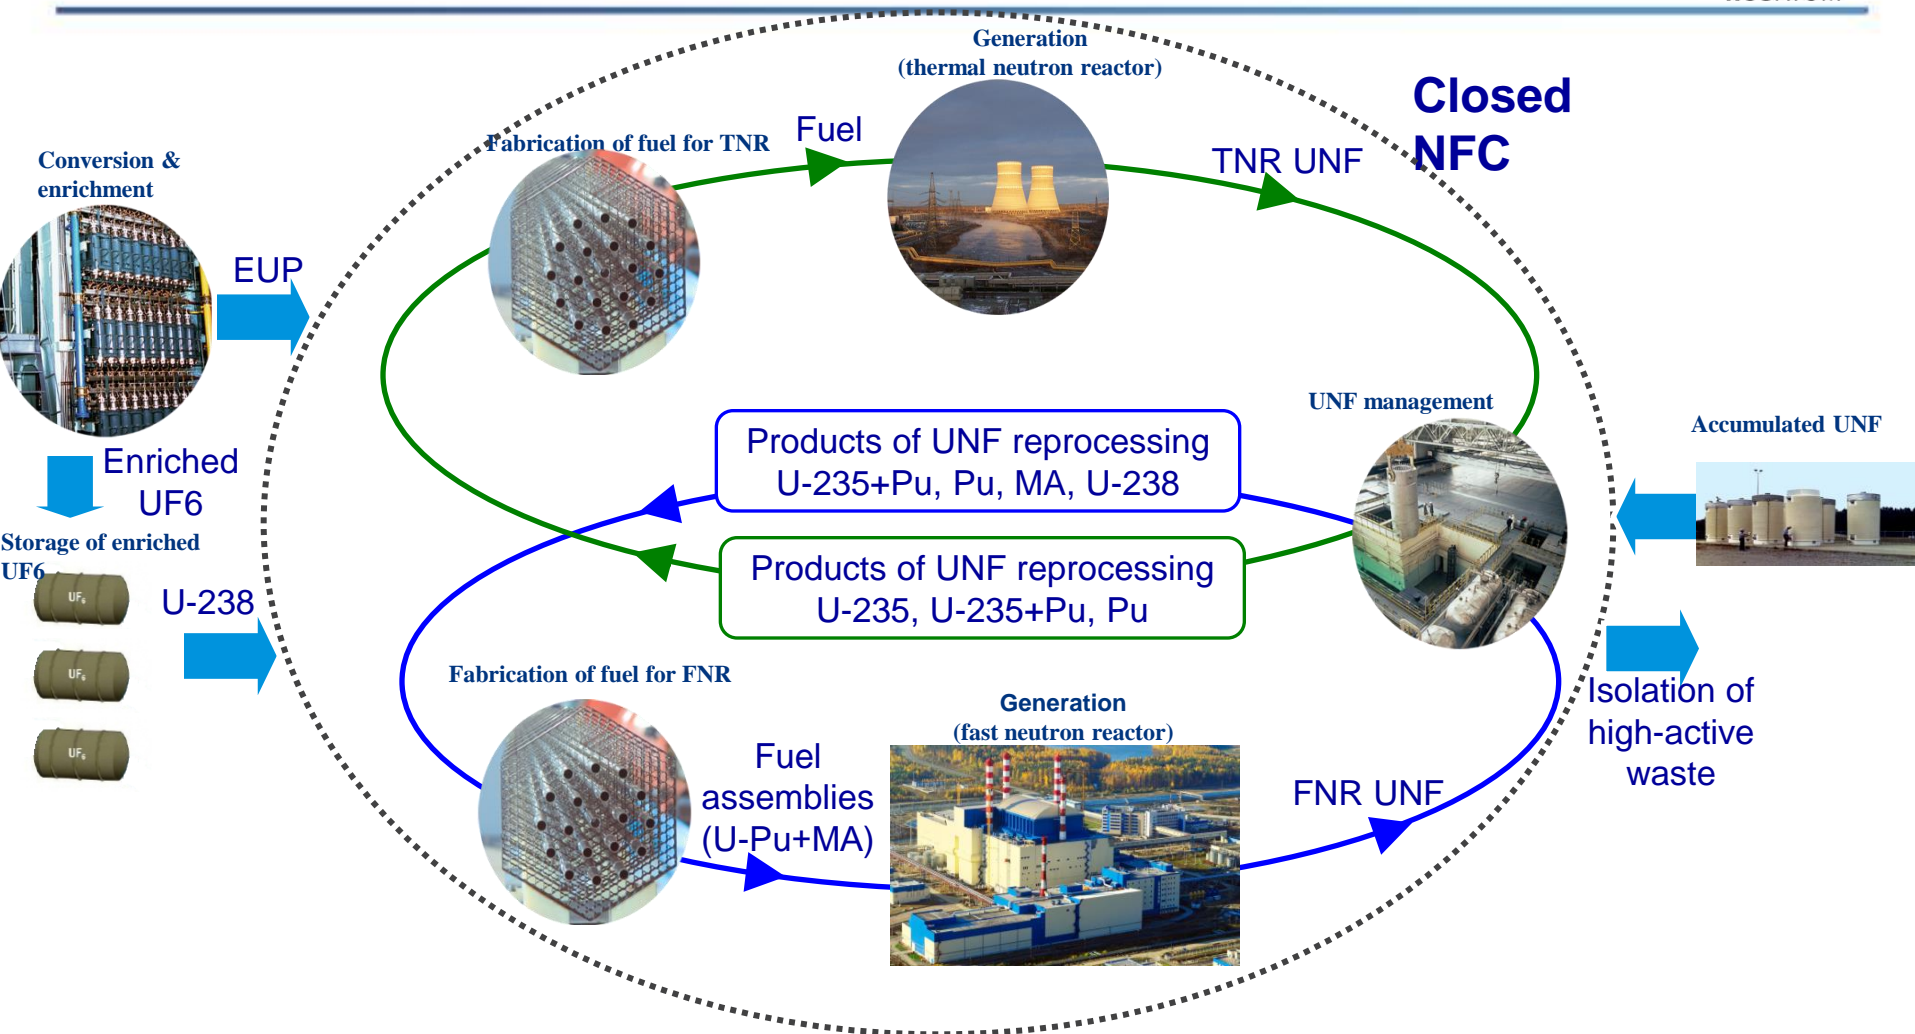 Generation
(thermal neutron reactor)
Closed
NFC
Fabrication of fuel for TNR
Fuel
TNR UNF
Conversion &
enrichment
EUP
UNF management
Accumulated UNF
Products of UNF reprocessing
U-235+Pu, Pu, MA, U-238
Enriched
UF6
Storage of enriched
UF6
U-238
UF6
UF6
UF6
Products of UNF reprocessing
U-235, U-235+Pu, Pu
Fabrication of fuel for FNR
Generation
(fast neutron reactor)
Fuel
assemblies
(U-Pu+MA)
FNR UNF
Isolation of
high-active
waste